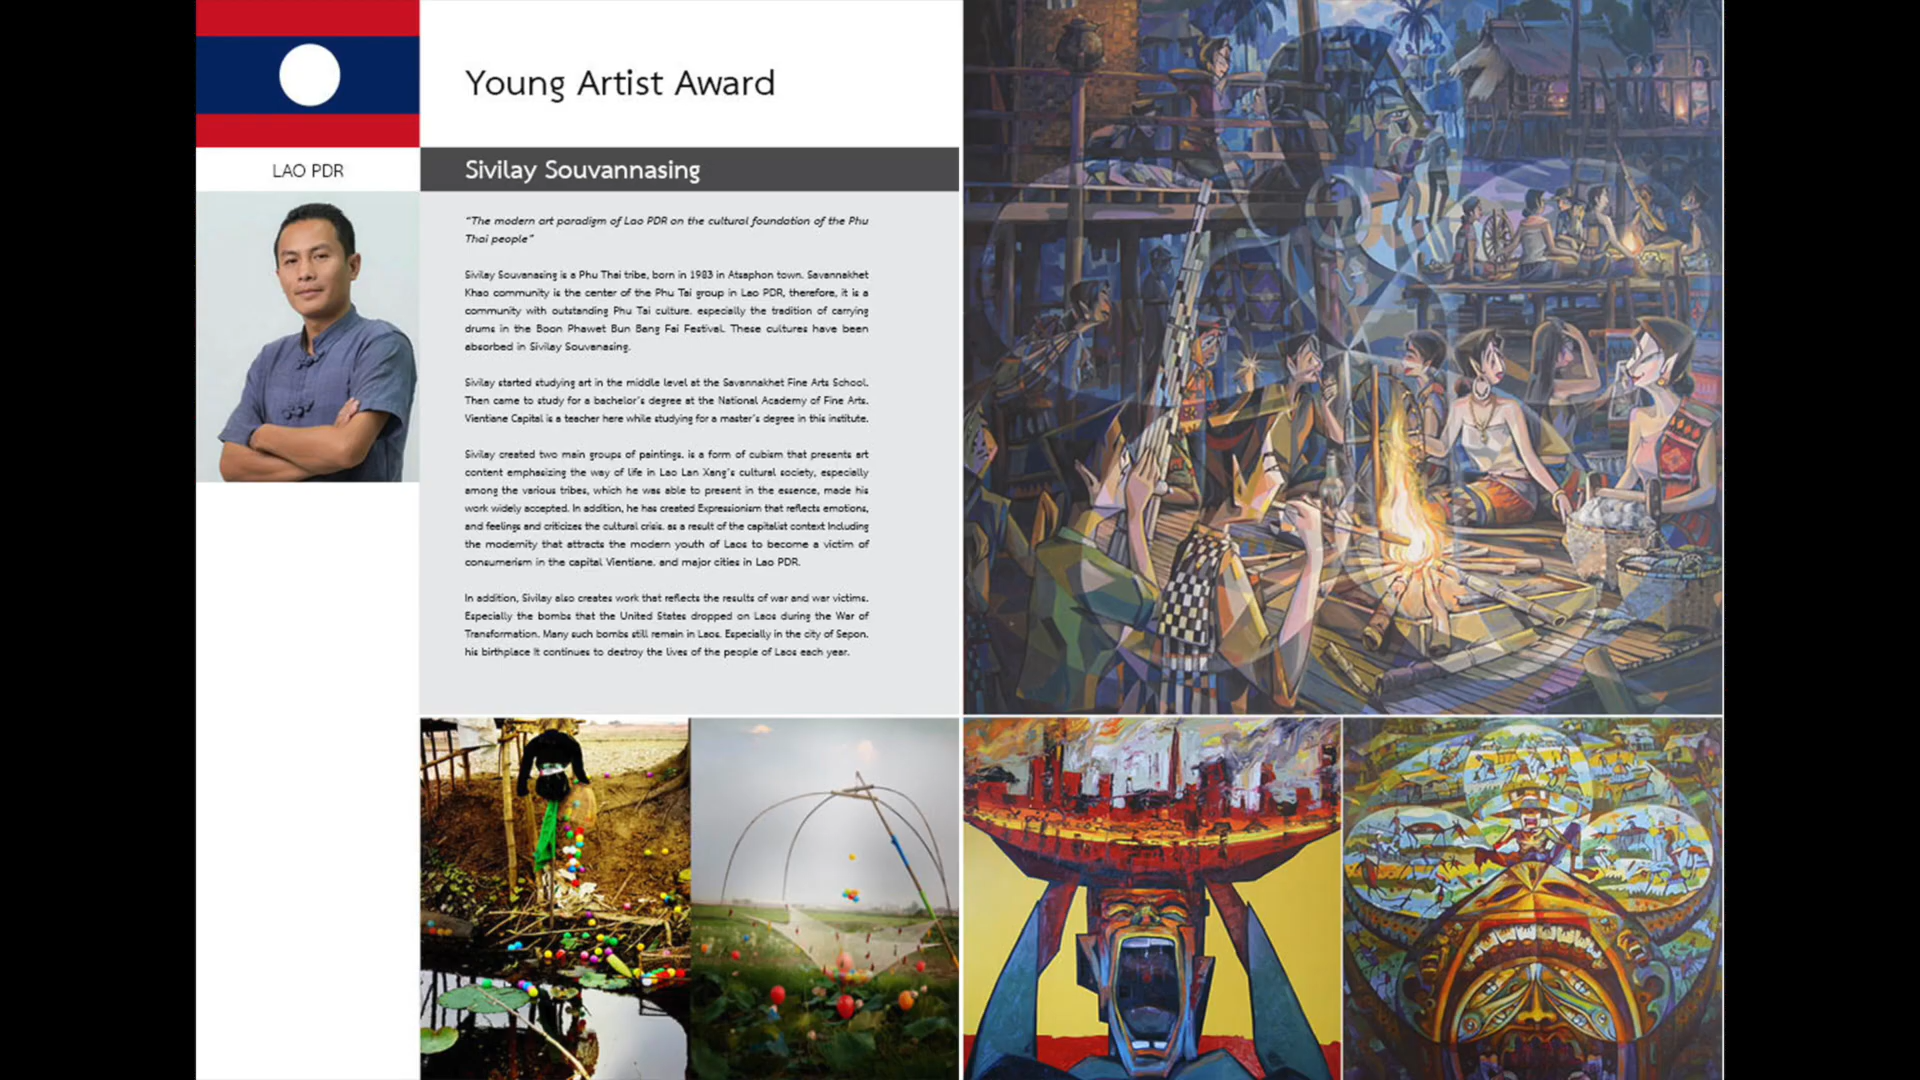 Young Artist Award
LAO PDR
Sivilay Souvannasing
“The modern art paradigm of Lao PDR on the cultural foundation of the Phu
Thai people”
Sivilay Souvanasing is a Phu Thai tribe, born in 1983 in Atsaphon town. Savannakhet
Khao community is the center of the Phu Tai group in Lao PDR, therefore, it is a
community with outstanding Phu Tai culture. especially the tradition of carrying
drums in the Boon Phawet Bun Bang Fai Festival. These cultures have been
absorbed in Sivilay Souvanasing.
Sivilay started studying art in the middle level at the Savannakhet Fine Arts School.
Then came to study for a bachelor’s degree at the National Academy of Fine Arts.
Vientiane Capital is a teacher here while studying for a master’s degree in this institute.
Sivilay created two main groups of paintings. is a form of cubism that presents art
content emphasizing the way of life in Lao Lan Xang’s cultural society, especially
among the various tribes, which he was able to present in the essence, made his
work widely accepted. In addition, he has created Expressionism that reflects emotions,
and feelings and criticizes the cultural crisis. as a result of the capitalist context Including
the modernity that attracts the modern youth of Laos to become a victim of
consumerism in the capital Vientiane. and major cities in Lao PDR.
In addition, Sivilay also creates work that reflects the results of war and war victims.
Especially the bombs that the United States dropped on Laos during the War of
Transformation. Many such bombs still remain in Laos. Especially in the city of Sepon.
his birthplace It continues to destroy the lives of the people of Laos each year.